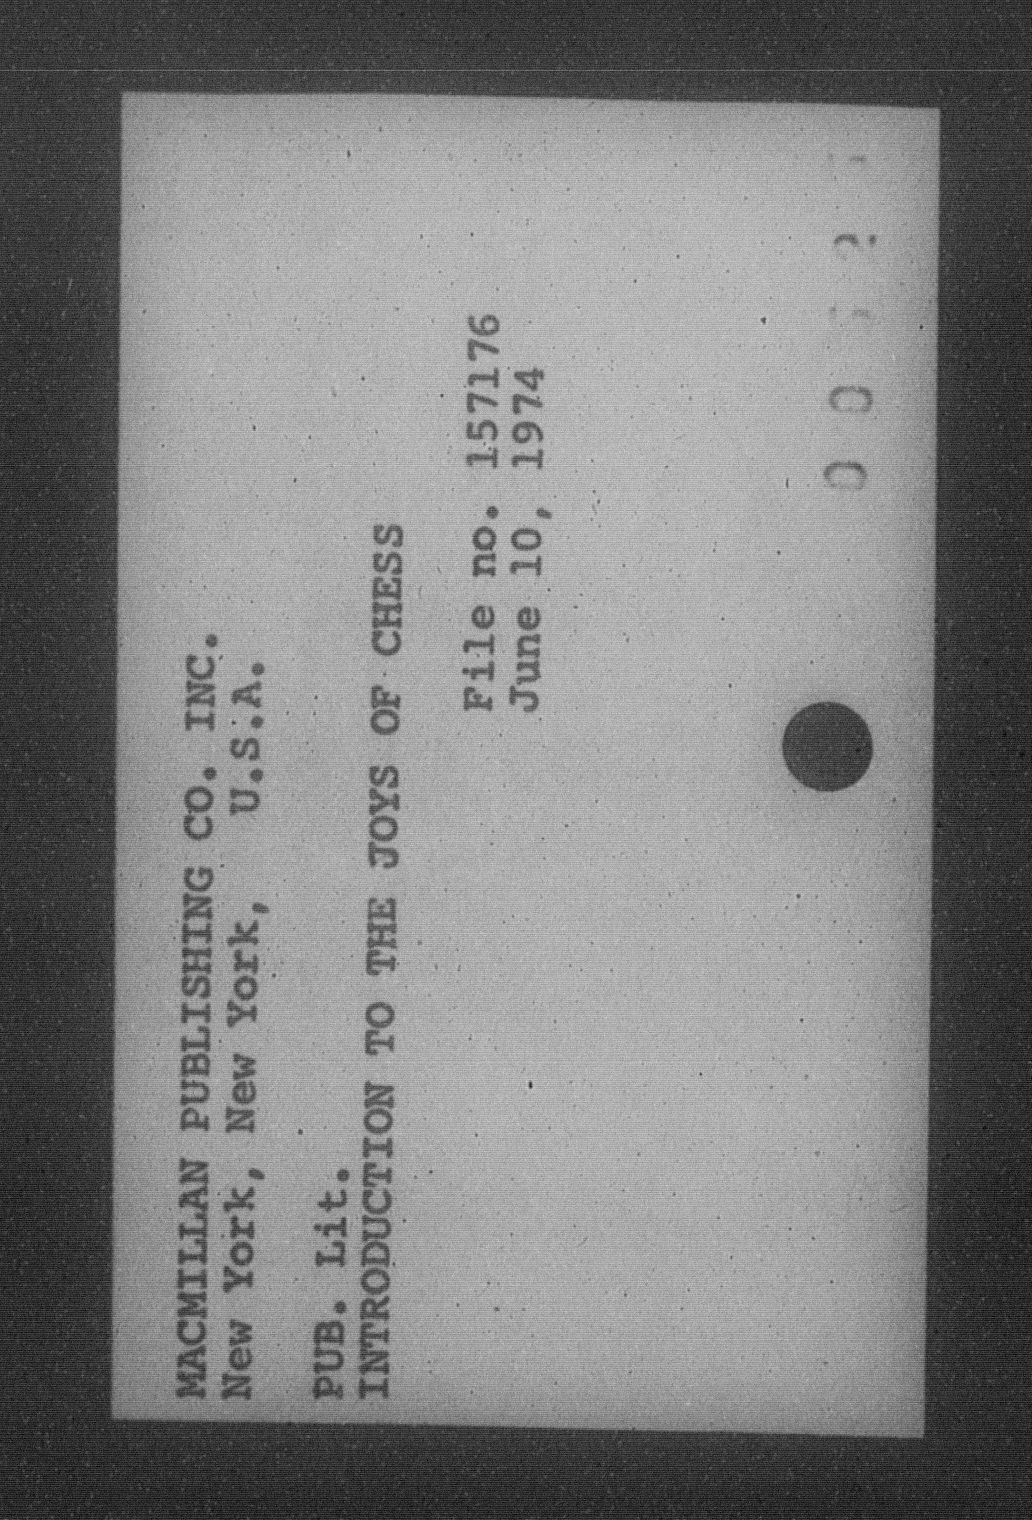 MACMILLAN PUBLISHING CO. INC.
New York, New York, U.S.A.
PUB. Lit.
INTRODUCTION TO THE JOYS OF CHESS
File no. 157176
June 10, 1974